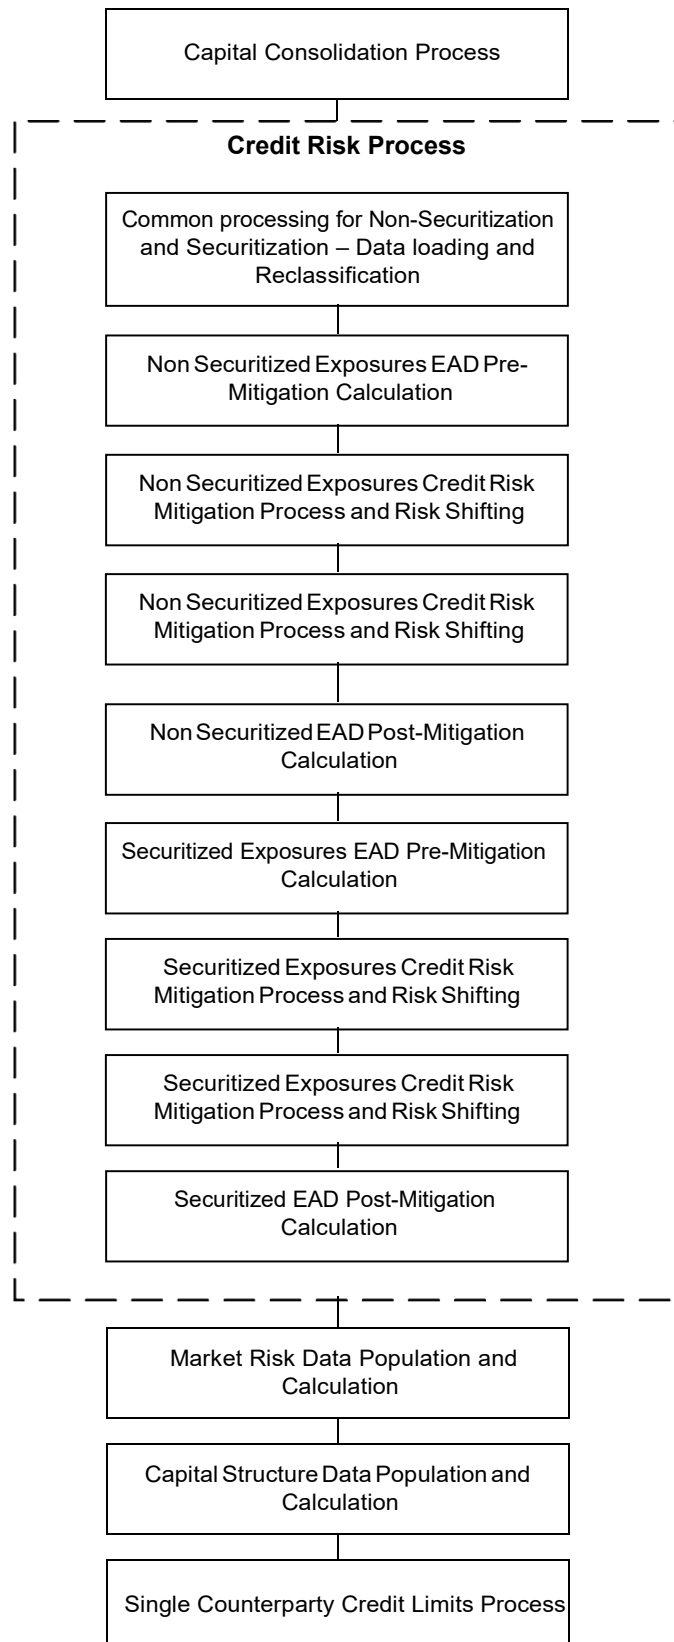 Capital Consolidation Process
Credit Risk Process
Common processing for Non-Securitization
and Securitization – Data loading and
Reclassification
Non Securitized Exposures EAD Pre-
Mitigation Calculation
Non Securitized Exposures Credit Risk
Mitigation Process and Risk Shifting
Non Securitized Exposures Credit Risk
Mitigation Process and Risk Shifting
Non Securitized EAD Post-Mitigation
Calculation
Securitized Exposures EAD Pre-Mitigation
Calculation
Securitized Exposures Credit Risk
Mitigation Process and Risk Shifting
Securitized Exposures Credit Risk
Mitigation Process and Risk Shifting
Securitized EAD Post-Mitigation
Calculation
Market Risk Data Population and
Calculation
Capital Structure Data Population and
Calculation
Single Counterparty Credit Limits Process